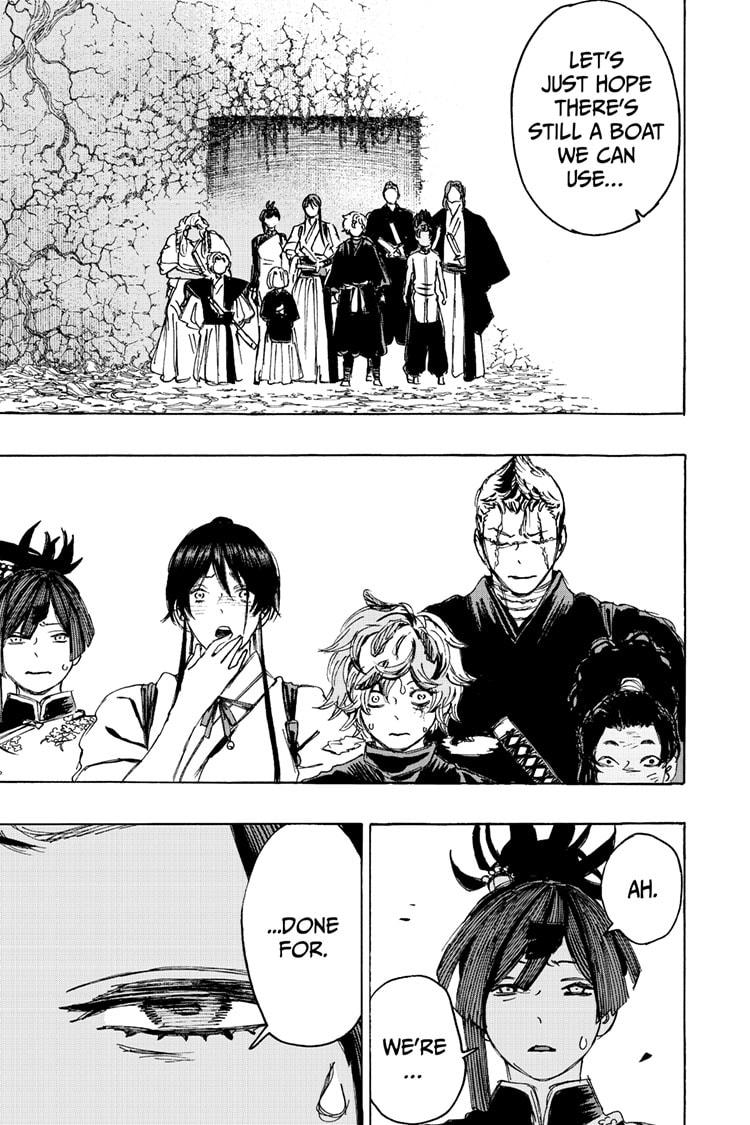 LET'S
JUST HOPE
THERE'S
STILL A BOAT
WE CAN
USE...
AH.
WE'RE
...
...DONE
FOR.